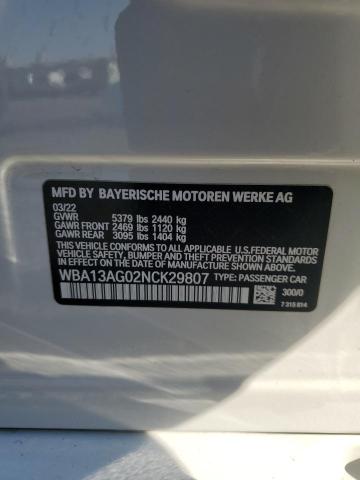 MFD BY BAYERISCHE MOTOREN WERKE AG
03/22
GVWR 5379 lbs 2440 kg
GAWR FRONT 2469 lbs 1120 kg
GAWR REAR 3095 lbs 1404 kg
THIS VEHICLE CONFORMS TO ALL APPLICABLE U.S.FEDERAL MOTOR
VEHICLE SAFETY, BUMPER AND THEFT PREVENTION STANDARDS
IN EFFECT ON THE DATE OF MANUFACTURE SHOWN ABOVE.
WBA13AG02NCK29807 TYPE: PASSENGER CAR
300/0
7 315 814